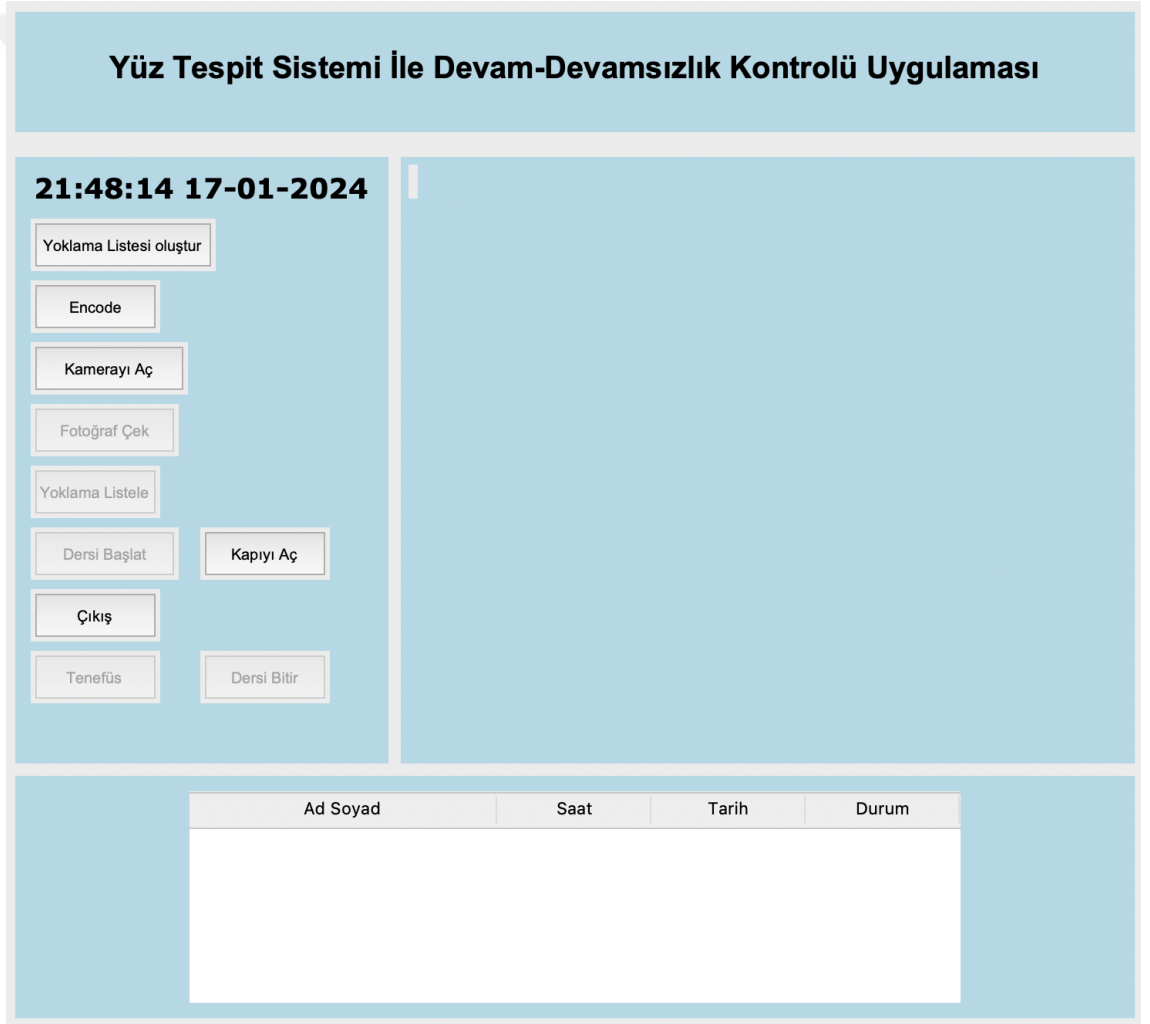 Yüz Tespit Sistemi İle Devam-Devamsızlık Kontrolü Uygulaması
21:48:14 17-01-2024
Yoklama Listesi oluştur
Encode
Kamerayı Aç
Fotoğraf Çek
Yoklama Listele
Dersi Başlat Kapıyı Aç
Çıkış
Tenefüs Dersi Bitir
Ad Soyad Saat Tarih Durum